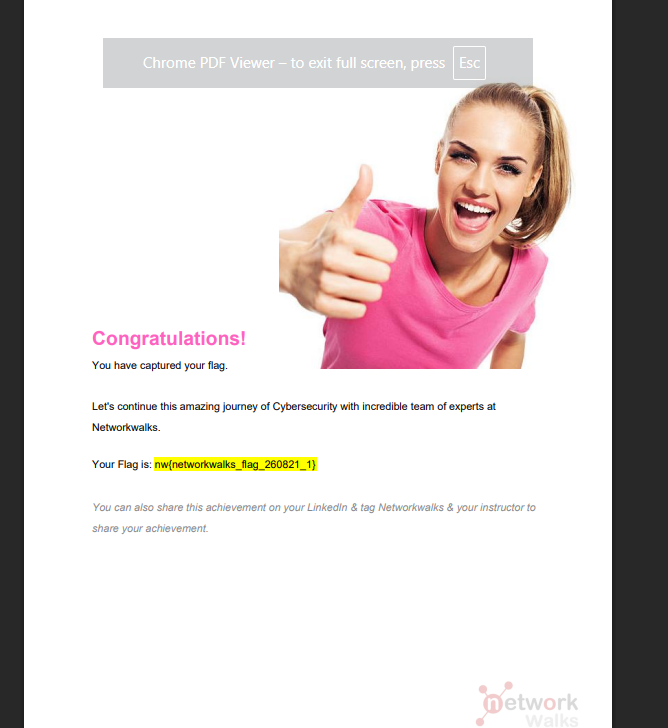 Chrome PDF Viewer – to exit full screen, press Esc
Congratulations!
You have captured your flag.
Let's continue this amazing journey of Cybersecurity with incredible team of experts at
Networkwalks.
Your Flag is: nw{networkwalks_flag_260821_1}
You can also share this achievement on your LinkedIn & tag Networkwalks & your instructor to
share your achievement.
network
Walks